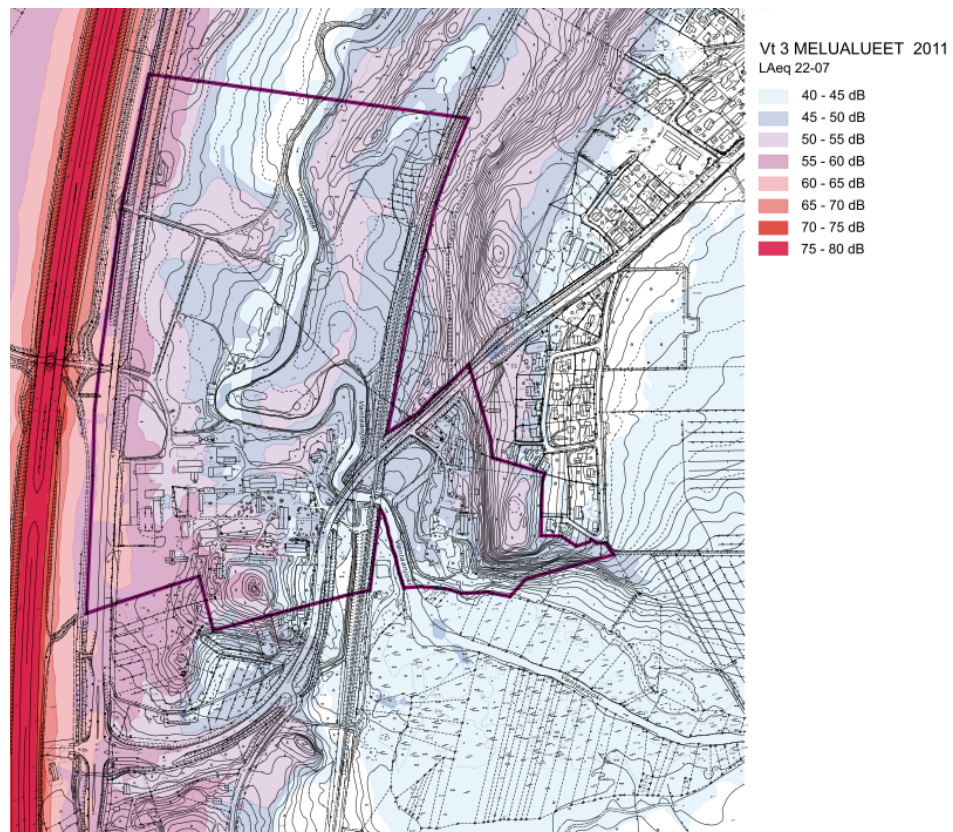 Vt 3 MELUALUEET 2011
LAeq 22-07
40 - 45 dB
45 - 50 dB
50 - 55 dB
55 - 60 dB
60 - 65 dB
65 - 70 dB
70 - 75 dB
75 - 80 dB